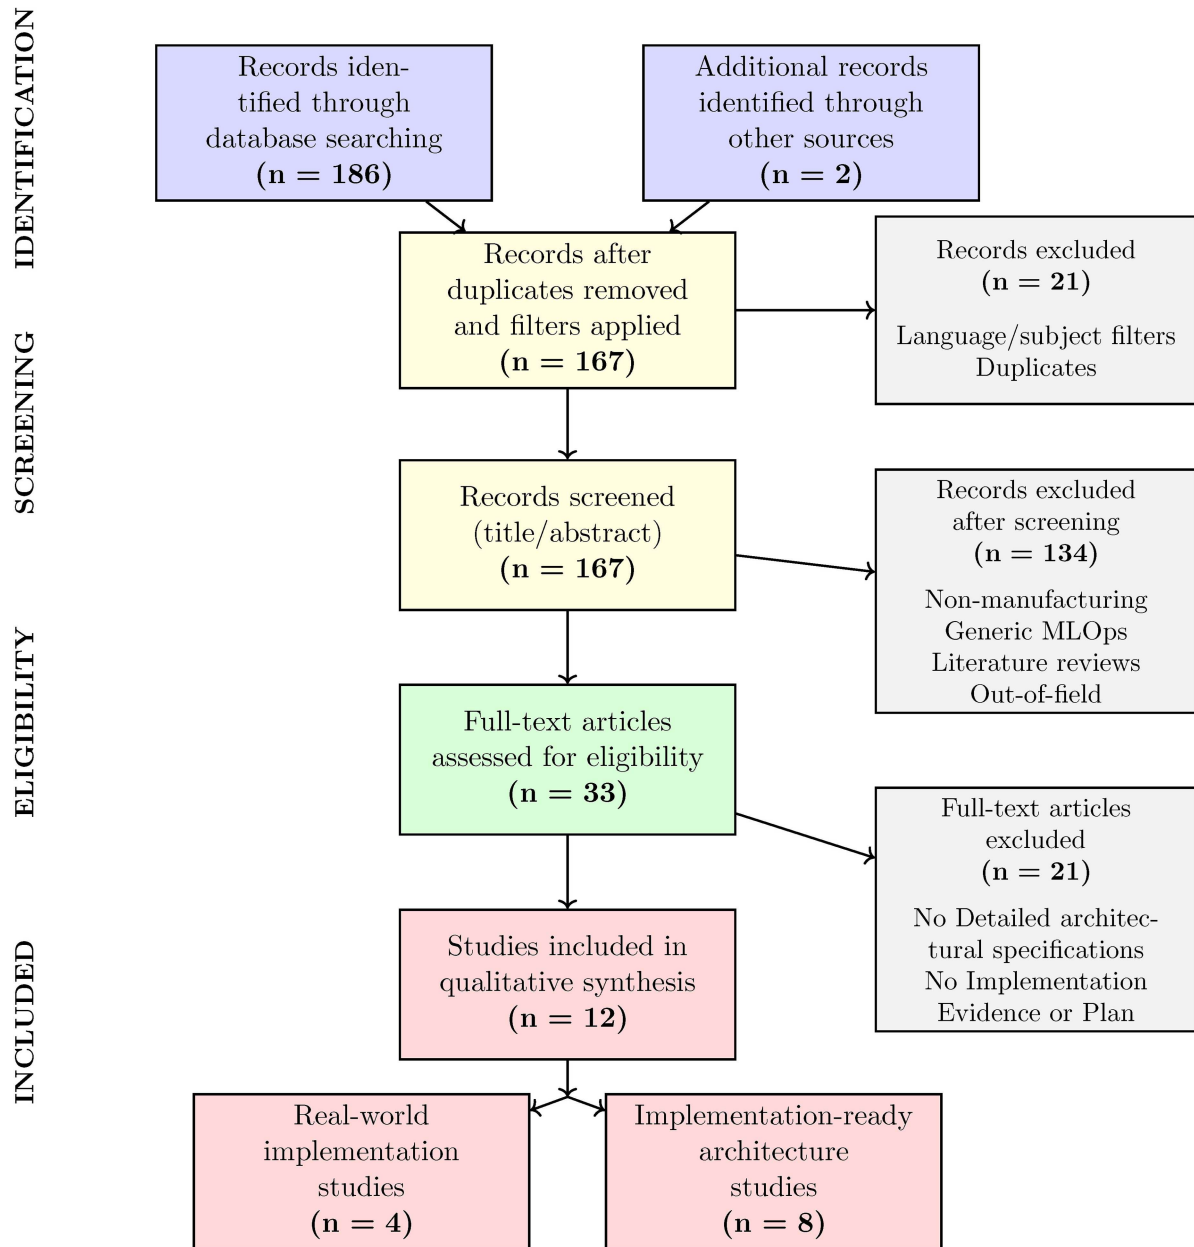 IDENTIFICATION
Records iden-
tified through
database searching
(n = 186)
Additional records
identified through
other sources
(n = 2)
Records after
duplicates removed
and filters applied
(n = 167)
Records excluded
(n = 21)
Language/subject filters
Duplicates
SCREENING
Records screened
(title/abstract)
(n = 167)
Records excluded
after screening
(n = 134)
Non-manufacturing
Generic MLOps
Literature reviews
Out-of-field
ELIGIBILITY
Full-text articles
assessed for eligibility
(n = 33)
Full-text articles
excluded
(n = 21)
No Detailed architec-
tural specifications
No Implementation
Evidence or Plan
INCLUDED
Studies included in
qualitative synthesis
(n = 12)
Real-world
implementation
studies
(n = 4)
Implementation-ready
architecture
studies
(n = 8)